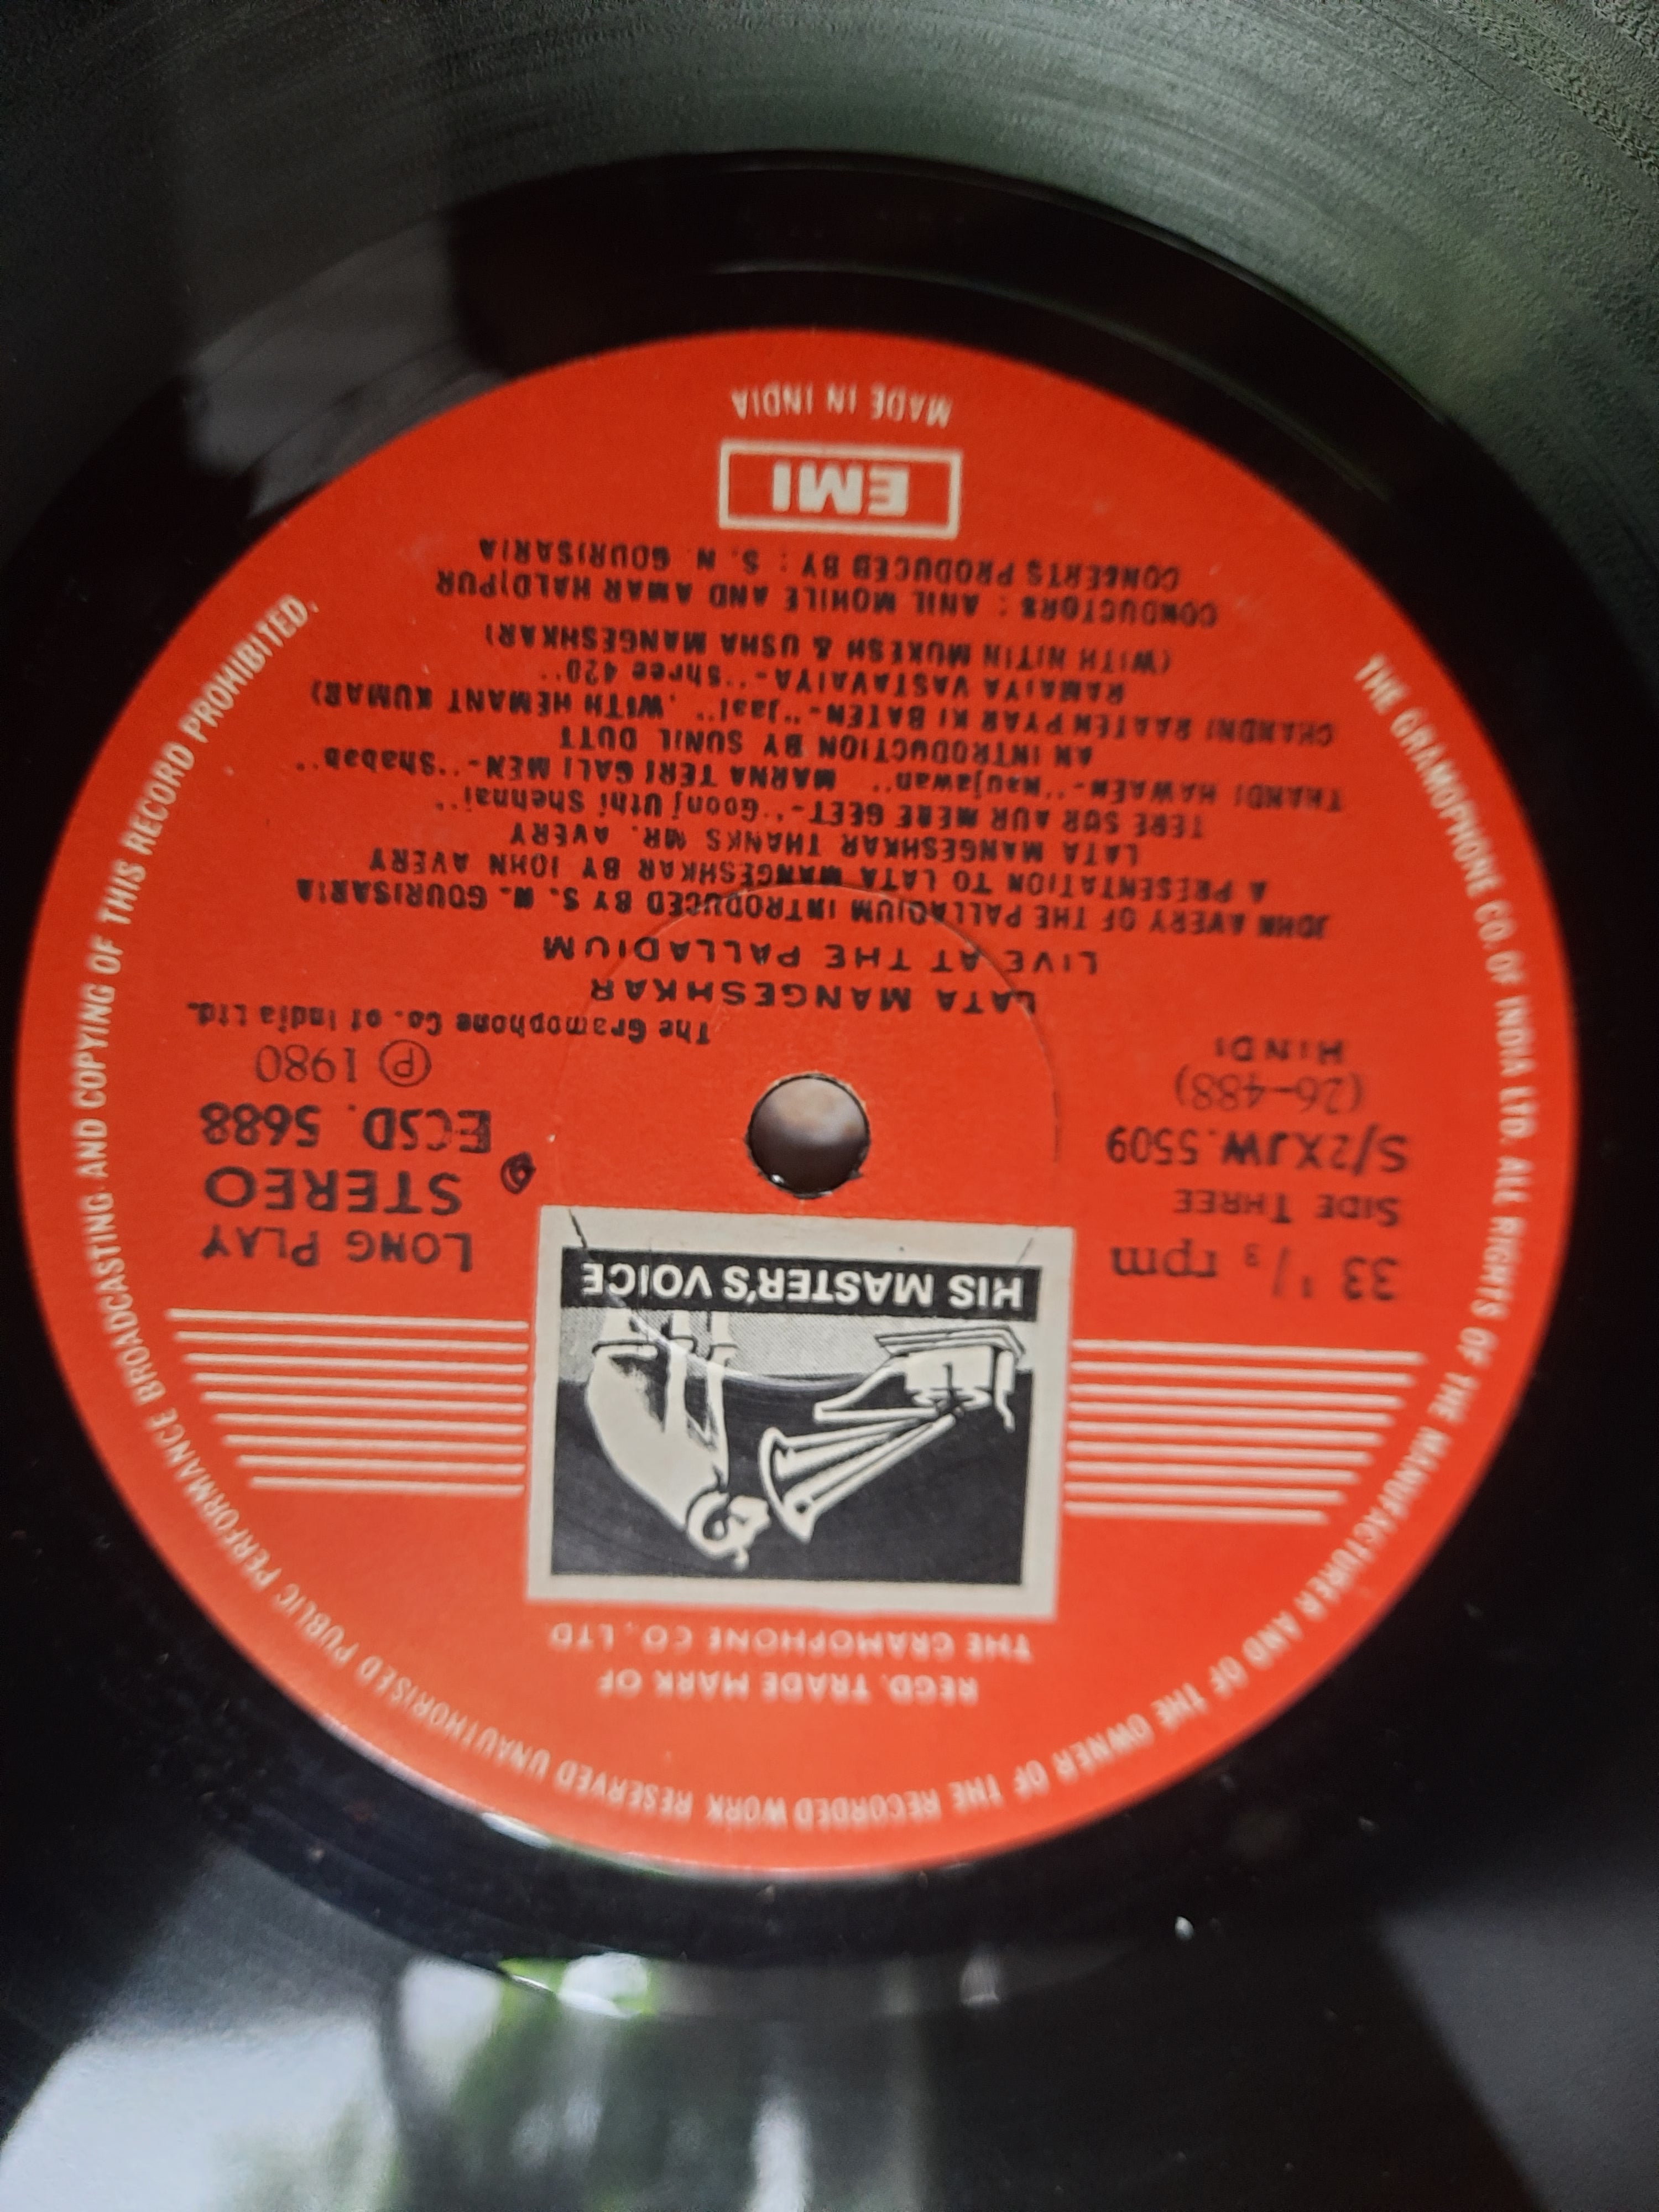 REGD. TRADE MARK OF
THE GRAMOPHONE CO., LTD
HIS MASTER'S VOICE
33 1/3 rpm
SIDE THREE
S/2XJW.5509
(26-488)
HINDI
LONG PLAY
STEREO
ECSD. 5688
Ⓟ 1980
The Gramophone Co. of India Ltd.
LATA MANGESHKAR
LIVE AT THE PALLADIUM
JOHN AVERY OF THE PALLADIUM INTRODUCED BY S. N. GOURISARIA
A PRESENTATION TO LATA MANGESHKAR BY JOHN AVERY
LATA MANGESHKAR THANKS MR. AVERY
TERE SUR AUR MERE GEET-"Goonj Uthi Shennai"
THANDI HAWAEN-"Naujawan" MARNA TERI GALI MEN-"Shabab"
AN INTRODUCTION BY SUNIL DUTT
CHANDNI RAATEN PYAR KI BATEN-"Jaal" (WITH HEMANT KUMAR)
RAMAIYA VASTAVAIYA-"Shree 420"
(WITH NITIN MUKESH & USHA MANGESHKAR)
CONDUCTORS : ANIL MOHILE AND AMAR HALDIPUR
CONCERTS PRODUCED BY : S. N. GOURISARIA
EMI
MADE IN INDIA
THE GRAMOPHONE CO. OF INDIA LTD. ALL RIGHTS OF THE MANUFACTURER AND OF THE OWNER OF THE RECORDED WORK RESERVED UNAUTHORISED PUBLIC PERFORMANCE BROADCASTING AND COPYING OF THIS RECORD PROHIBITED.